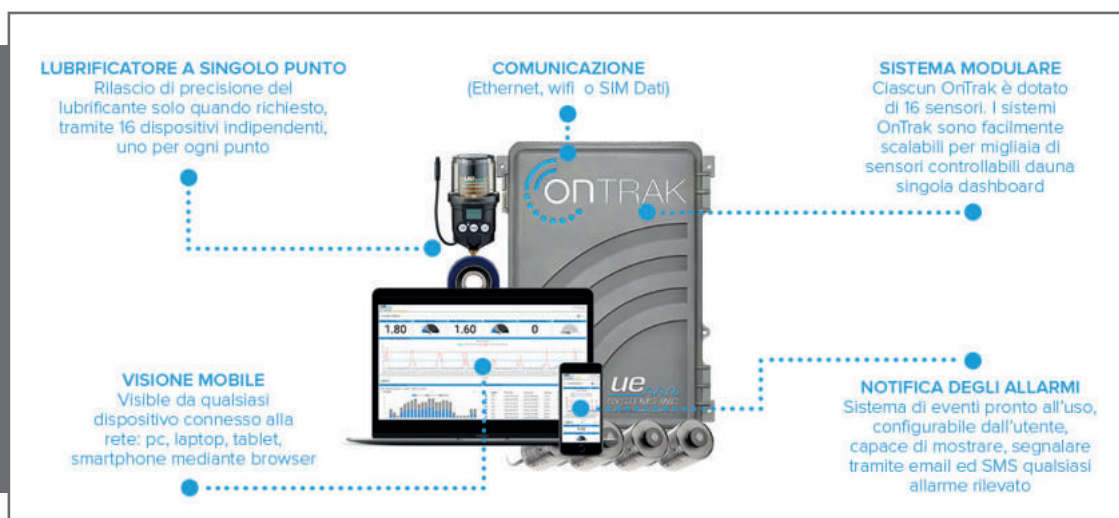 LUBRIFICATORE A SINGOLO PUNTO
Rilascio di precisione del
lubrificante solo quando richiesto,
tramite 16 dispositivi indipendenti,
uno per ogni punto
COMUNICAZIONE
(Ethernet, wifi o SIM Dati)
SISTEMA MODULARE
Ciascun OnTrak è dotato
di 16 sensori. I sistemi
OnTrak sono facilmente
scalabili per migliaia di
sensori controllabili dauna
singola dashboard
onTRAK
1.80 1.60 0
ue
SYSTEMS INC
VISIONE MOBILE
Visible da qualsiasi
dispositivo connesso alla
rete: pc, laptop, tablet,
smartphone mediante browser
NOTIFICA DEGLI ALLARMI
Sistema di eventi pronto all'uso,
configurabile dall'utente,
capace di mostrare, segnalare
tramite email ed SMS qualsiasi
allarme rilevato